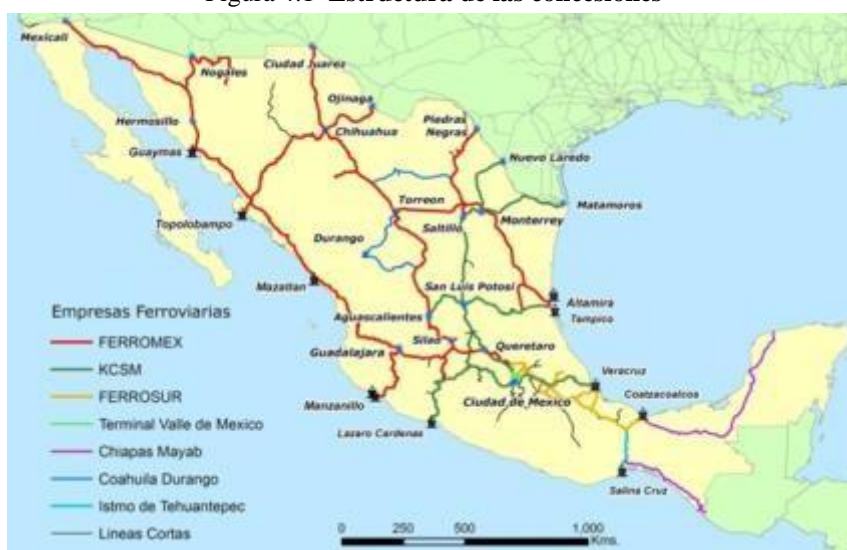 Figura 4.1 Estructura de las concesiones
Mexicali
Nogales
Ciudad Juarez
Ojinaga
Hermosillo
Chihuahua
Piedras
Negras
Guaymas
Nuevo Laredo
Topolobampo
Torreon
Matamoros
Saltillo
Monterrey
Durango
Mazatlan
San Luis Potosi
Altamira
Tampico
Aguascalientes
Silao
Queretaro
Guadalajara
Veracruz
Coatzacoalcos
Manzanillo
Ciudad de Mexico
Lazaro Cardenas
Salina Cruz
Empresas Ferroviarias
FERROMEX
KCSM
FERROSUR
Terminal Valle de Mexico
Chiapas Mayab
Coahuila Durango
Istmo de Tehuantepec
Lineas Cortas
0 250 500 1,000
Kms.